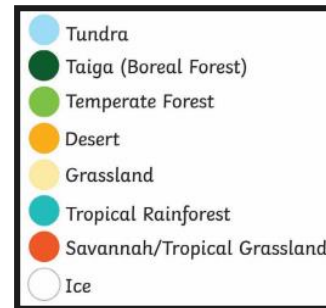 Tundra
Taiga (Boreal Forest)
Temperate Forest
Desert
Grassland
Tropical Rainforest
Savannah/Tropical Grassland
Ice